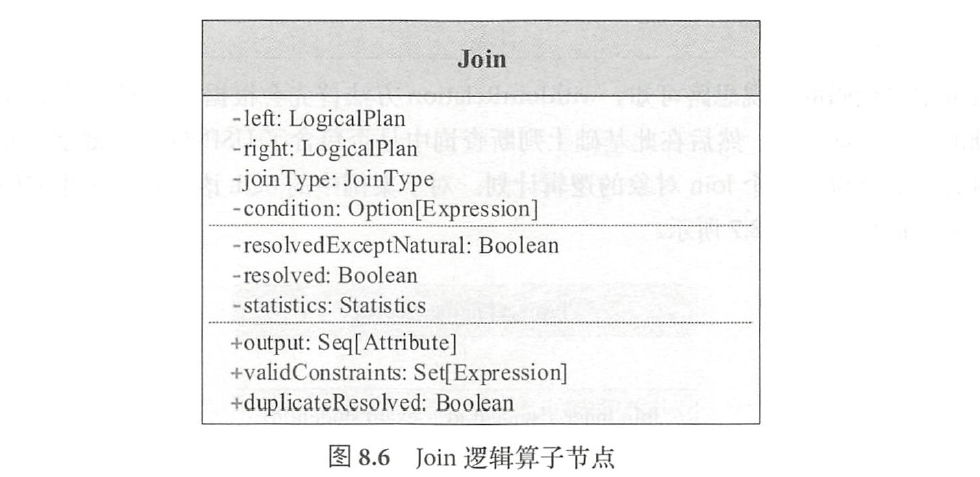 Join
-left: LogicalPlan
-right: LogicalPlan
-joinType: JoinType
-condition: Option[Expression]
-resolvedExceptNatural: Boolean
-resolved: Boolean
-statistics: Statistics
+output: Seq[Attribute]
+validConstraints: Set[Expression]
+duplicateResolved: Boolean
图 8.6 Join 逻辑算子节点